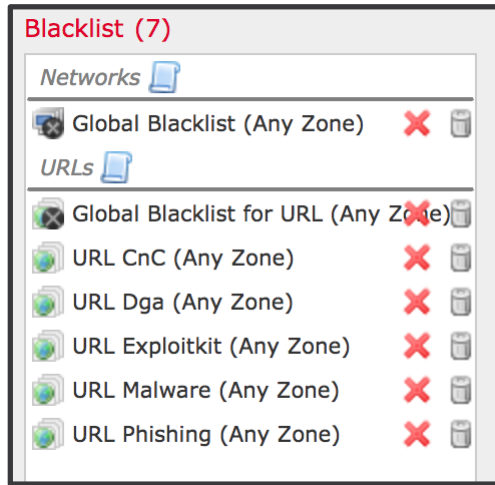 Blacklist (7)
Networks
Global Blacklist (Any Zone)
URLs
Global Blacklist for URL (Any Zone)
URL CnC (Any Zone)
URL Dga (Any Zone)
URL Exploitkit (Any Zone)
URL Malware (Any Zone)
URL Phishing (Any Zone)